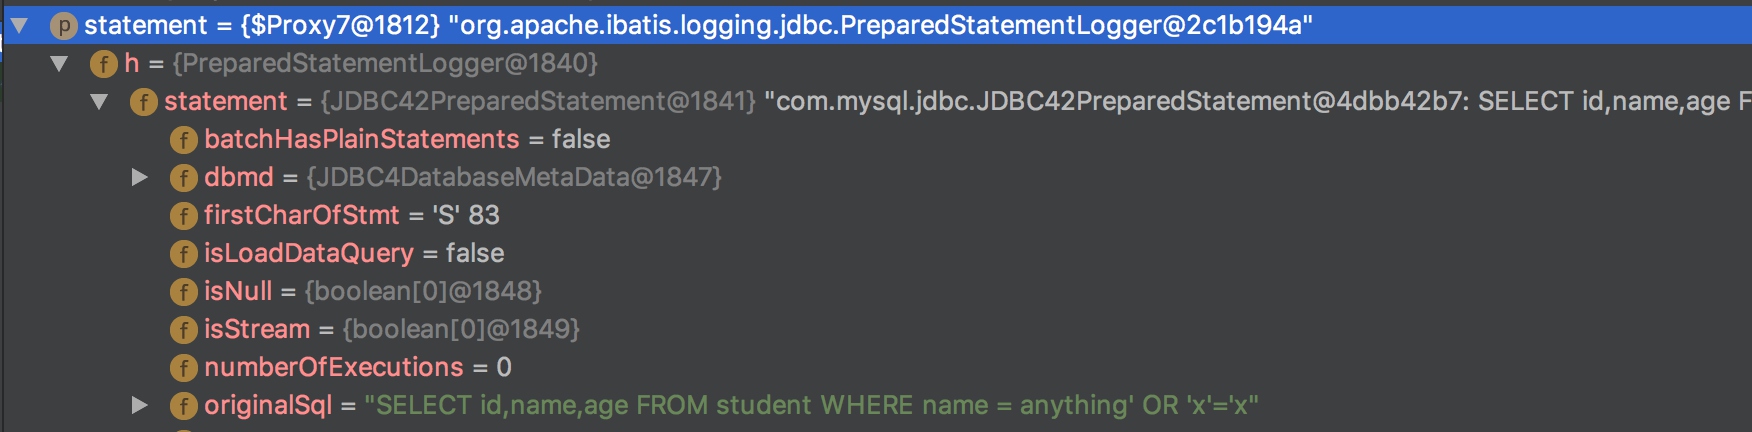 p statement = {$Proxy7@1812} "org.apache.ibatis.logging.jdbc.PreparedStatementLogger@2c1b194a"
f h = {PreparedStatementLogger@1840}
f statement = {JDBC42PreparedStatement@1841} "com.mysql.jdbc.JDBC42PreparedStatement@4dbb42b7: SELECT id,name,age F
f batchHasPlainStatements = false
f dbmd = {JDBC4DatabaseMetaData@1847}
f firstCharOfStmt = 'S' 83
f isLoadDataQuery = false
f isNull = {boolean[0]@1848}
f isStream = {boolean[0]@1849}
f numberOfExecutions = 0
f originalSql = "SELECT id,name,age FROM student WHERE name = anything' OR 'x'='x"